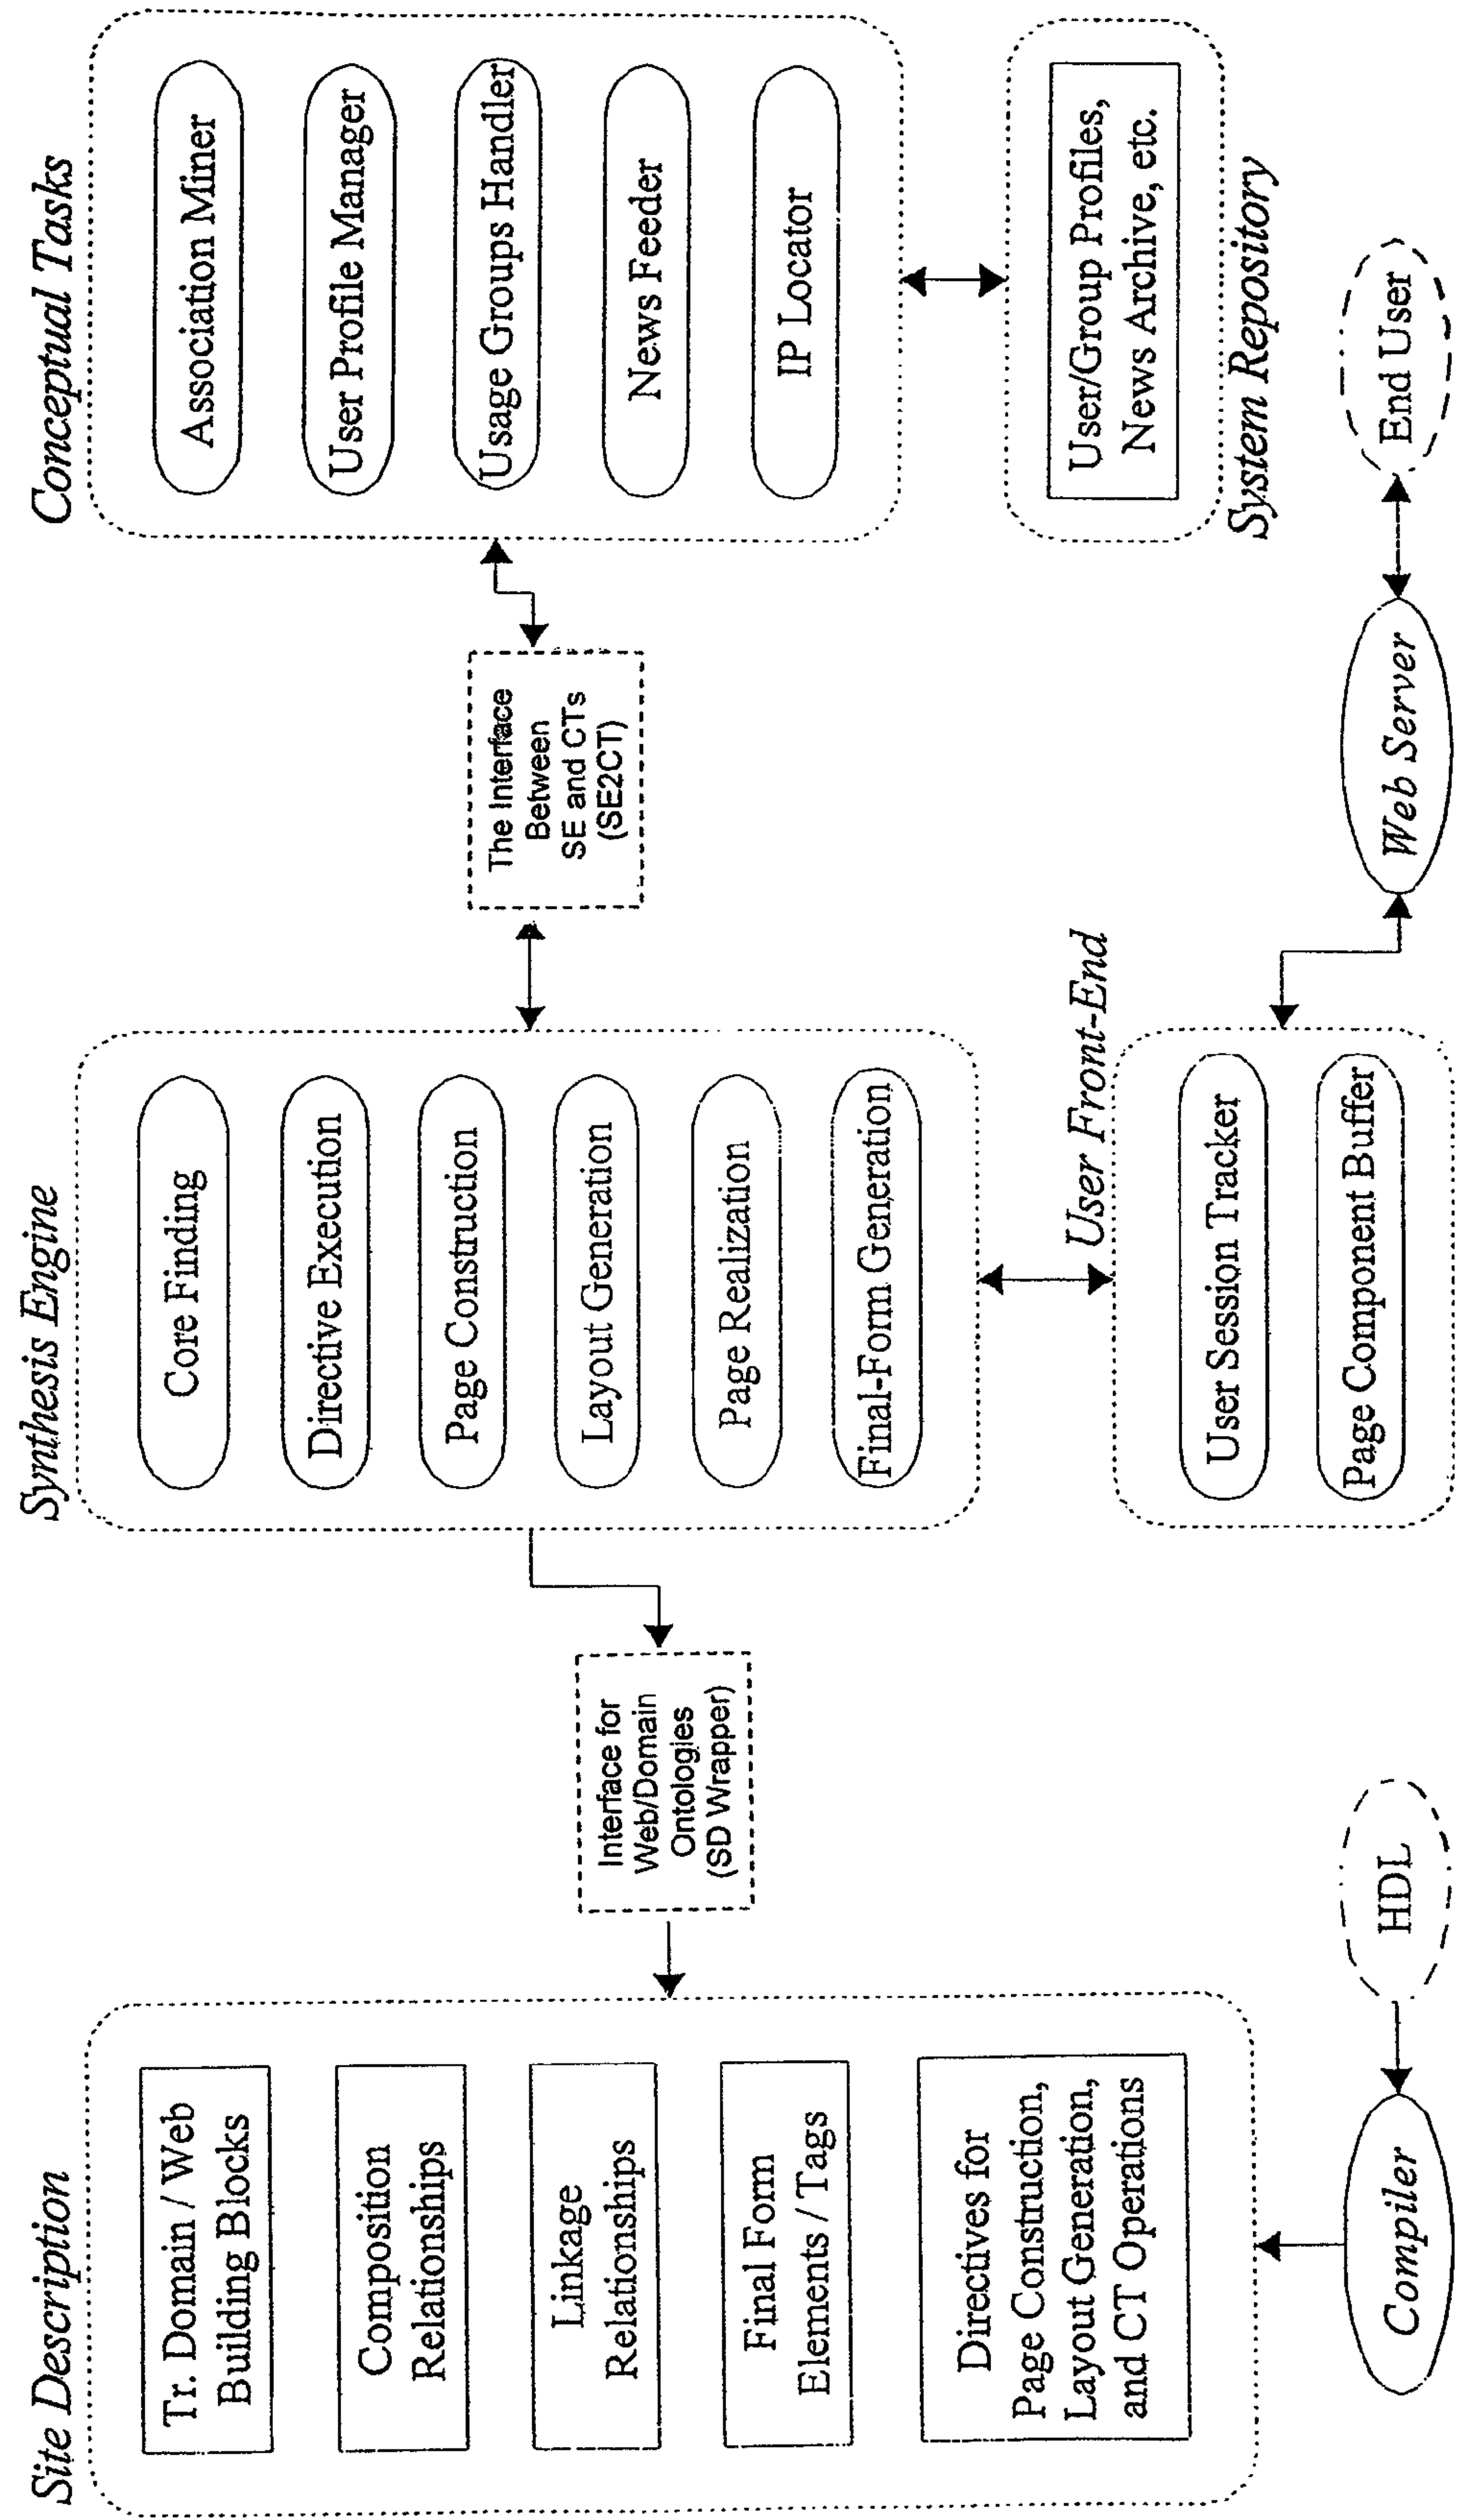 Site Description
Tr. Domain / Web
Building Blocks
Composition
Relationships
Linkage
Relationships
Final Form
Elements / Tags
Directives for
Page Construction,
Layout Generation,
and CT Operations
Compiler
HDL
Interface for
Web/Domain
Ontologies
(SD Wrapper)
Synthesis Engine
Core Finding
Directive Execution
Page Construction
Layout Generation
Page Realization
Final-Form Generation
User Front-End
User Session Tracker
Page Component Buffer
The Interface
Between
SE and CTs
(SE2CT)
Conceptual Tasks
Association Miner
User Profile Manager
Usage Groups Handler
News Feeder
IP Locator
User/Group Profiles,
News Archive, etc.
System Repository
Web Server
End User